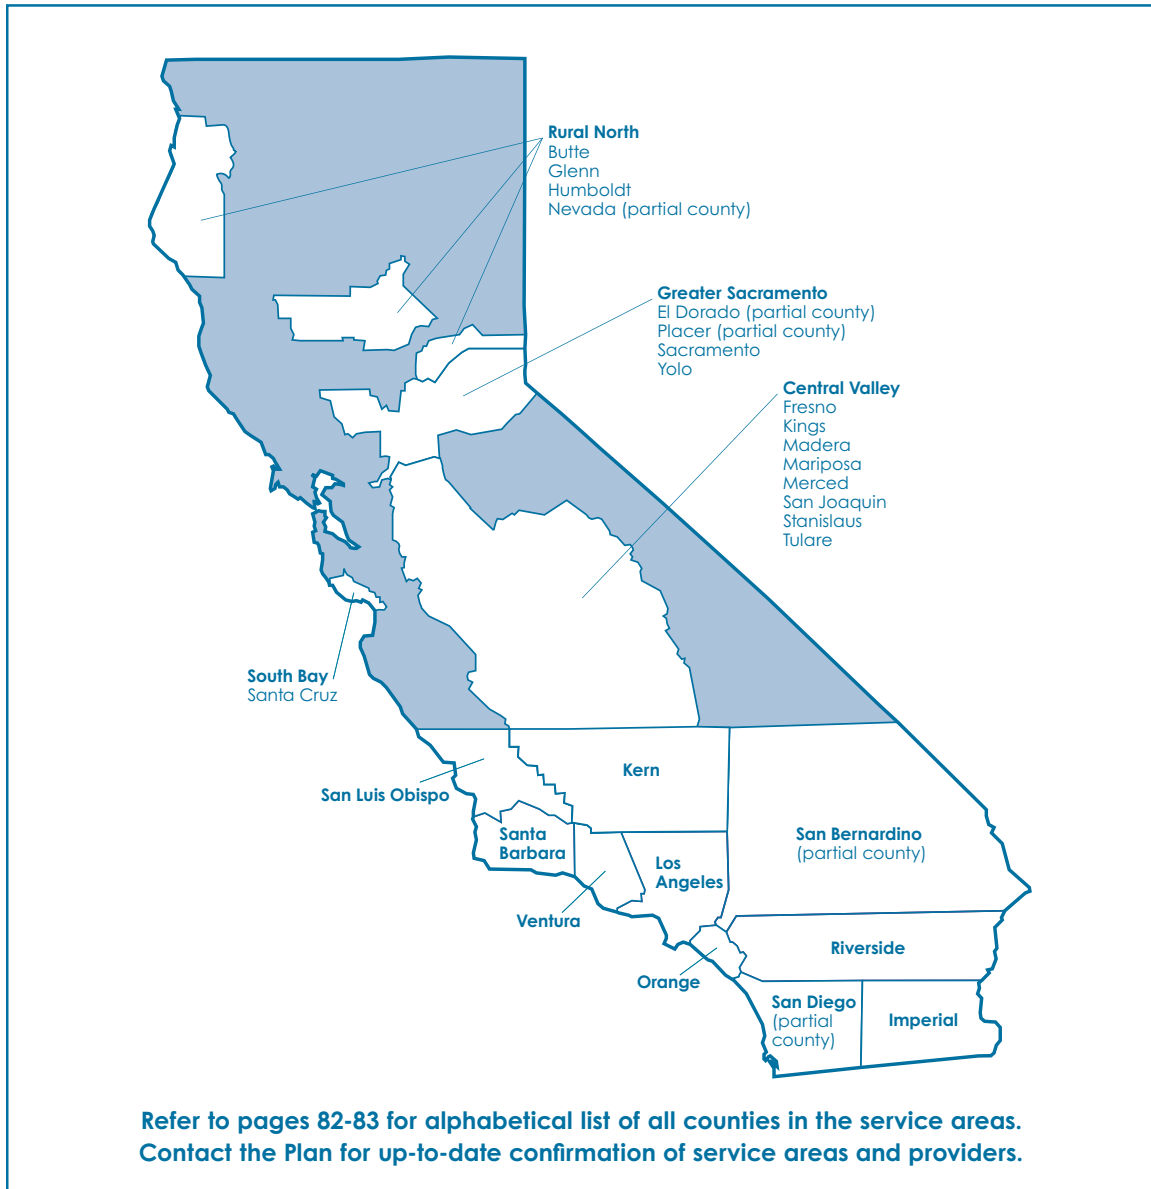 Rural North
Butte
Glenn
Humboldt
Nevada (partial county)
Greater Sacramento
El Dorado (partial county)
Placer (partial county)
Sacramento
Yolo
Central Valley
Fresno
Kings
Madera
Mariposa
Merced
San Joaquin
Stanislaus
Tulare
South Bay
Santa Cruz
San Luis Obispo
Kern
Santa
Barbara
Ventura
Los
Angeles
San Bernardino
(partial county)
Orange
Riverside
San Diego
(partial
county)
Imperial
Refer to pages 82-83 for alphabetical list of all counties in the service areas.
Contact the Plan for up-to-date confirmation of service areas and providers.